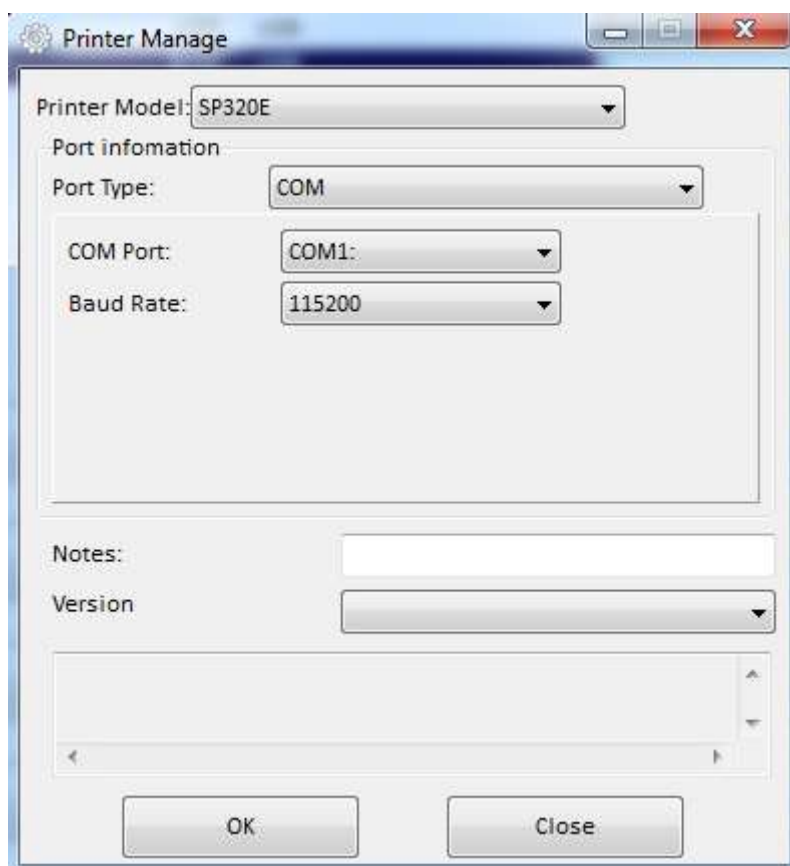 Printer Manage
Printer Model: SP320E
Port infomation
Port Type: COM
COM Port: COM1:
Baud Rate: 115200
Notes:
Version
OK Close